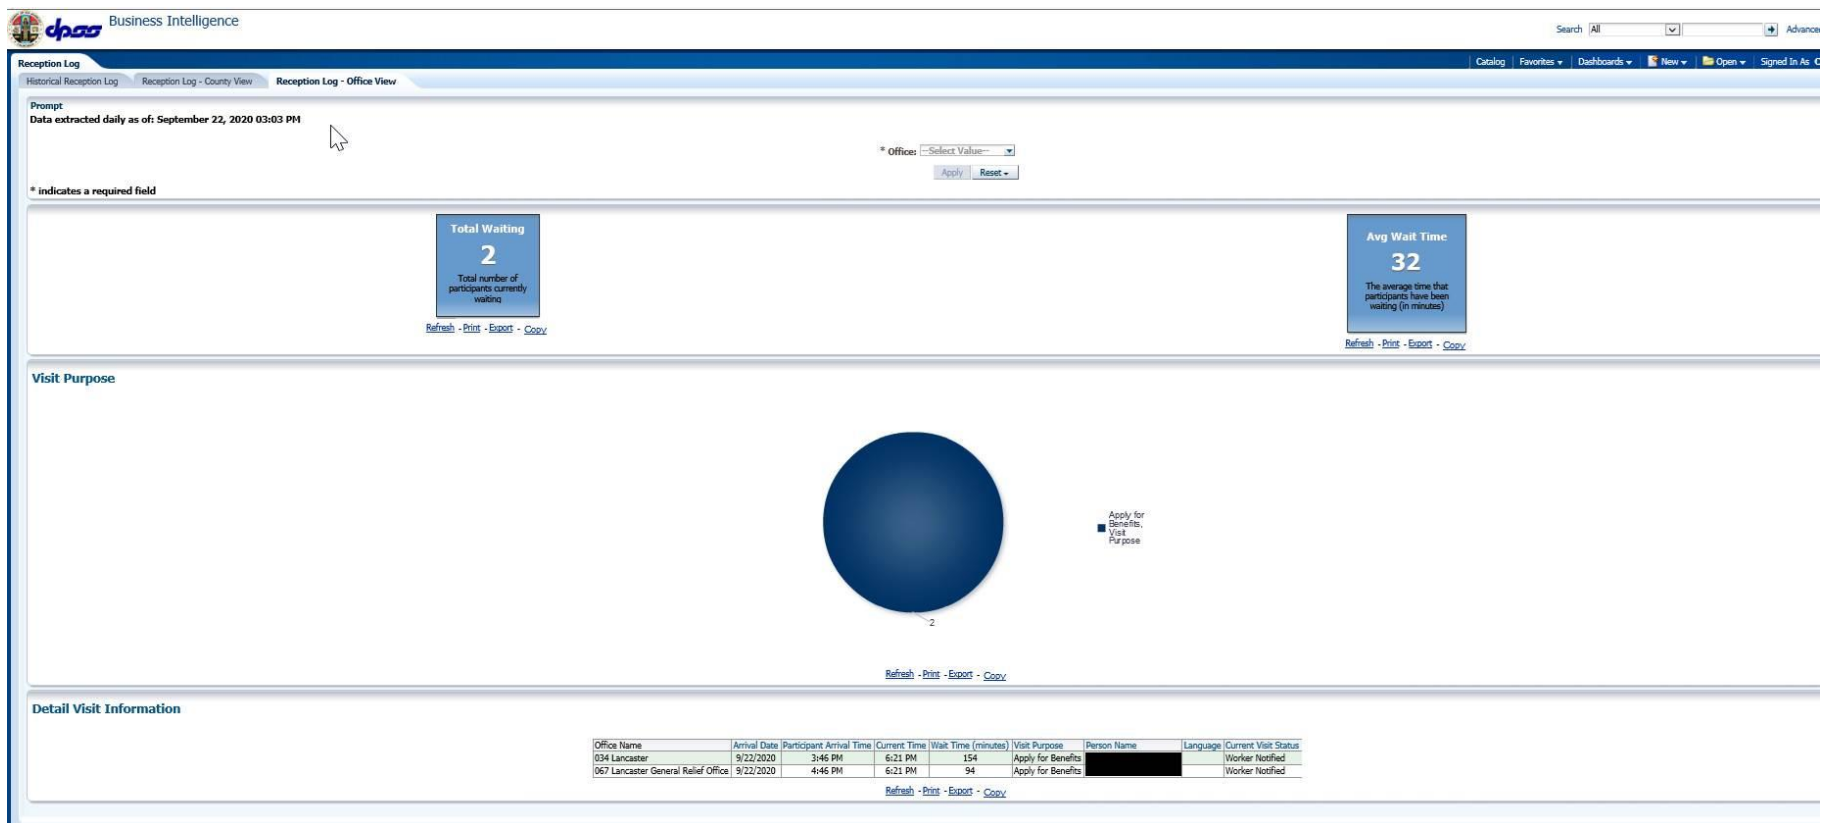 dpss Business Intelligence
Search All Advanced
Reception Log
Catalog Favorites Dashboards New Open Signed In As
Historical Reception Log Reception Log - County View Reception Log - Office View
Prompt
Data extracted daily as of: September 22, 2020 03:03 PM
* Office: --Select Value--
Apply Reset
* indicates a required field
Total Waiting
2
Total number of
participants currently
waiting
Refresh - Print - Export - Copy
Avg Wait Time
32
The average time that
participants have been
waiting (in minutes)
Refresh - Print - Export - Copy
Visit Purpose
Apply for
Benefits,
Visit
Purpose
2
Refresh - Print - Export - Copy
Detail Visit Information
Office Name Arrival Date Participant Arrival Time Current Time Wait Time (minutes) Visit Purpose Person Name Language Current Visit Status
034 Lancaster 9/22/2020 3:46 PM 6:21 PM 154 Apply for Benefits Worker Notified
067 Lancaster General Relief Office 9/22/2020 4:46 PM 6:21 PM 94 Apply for Benefits Worker Notified
Refresh - Print - Export - Copy